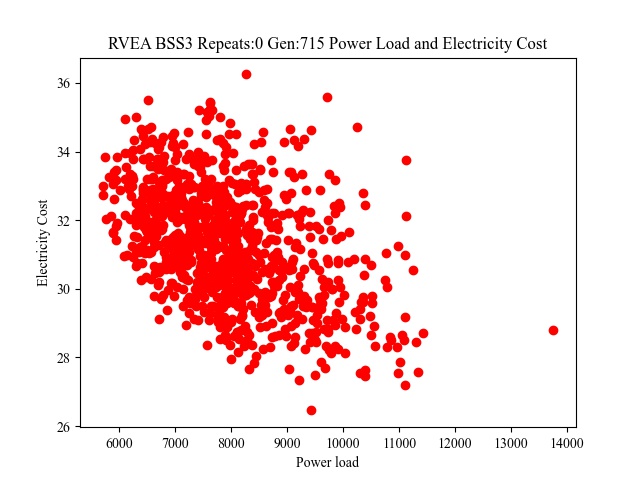 RVEA BSS3 Repeats:0 Gen:715 Power Load and Electricity Cost
36
34
32
30
28
26
Electricity Cost
6000 7000 8000 9000 10000 11000 12000 13000 14000
Power load